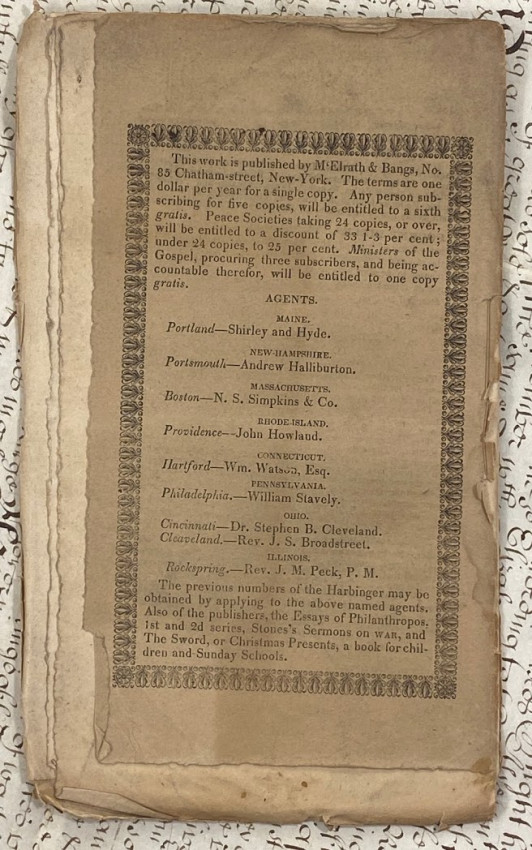 This work is published by M'Elrath & Bangs, No.
85 Chatham-street, New-York. The terms are one
dollar per year for a single copy. Any person sub-
scribing for five copies, will be entitled to a sixth
gratis. Peace Societies taking 24 copies, or over,
will be entitled to a discount of 33 1-3 per cent;
under 24 copies, to 25 per cent. Ministers of the
Gospel, procuring three subscribers, and being ac-
countable therefor, will be entitled to one copy
gratis.
AGENTS.
MAINE.
Portland—Shirley and Hyde.
NEW-HAMPSHIRE.
Portsmouth—Andrew Halliburton.
MASSACHUSETTS.
Boston—N. S. Simpkins & Co.
RHODE-ISLAND.
Providence—John Howland.
CONNECTICUT.
Hartford—Wm. Watson, Esq.
PENNSYLVANIA.
Philadelphia.—William Stavely.
OHIO.
Cincinnati—Dr. Stephen B. Cleveland.
Cleaveland.—Rev. J. S. Broadstreet.
ILLINOIS.
Rockspring.—Rev. J. M. Peck, P. M.
The previous numbers of the Harbinger may be
obtained by applying to the above named agents.
Also of the publishers, the Essays of Philanthropos,
1st and 2d series, Stones's Sermons on WAR, and
The Sword, or Christmas Presents, a book for chil-
dren and Sunday Schools.